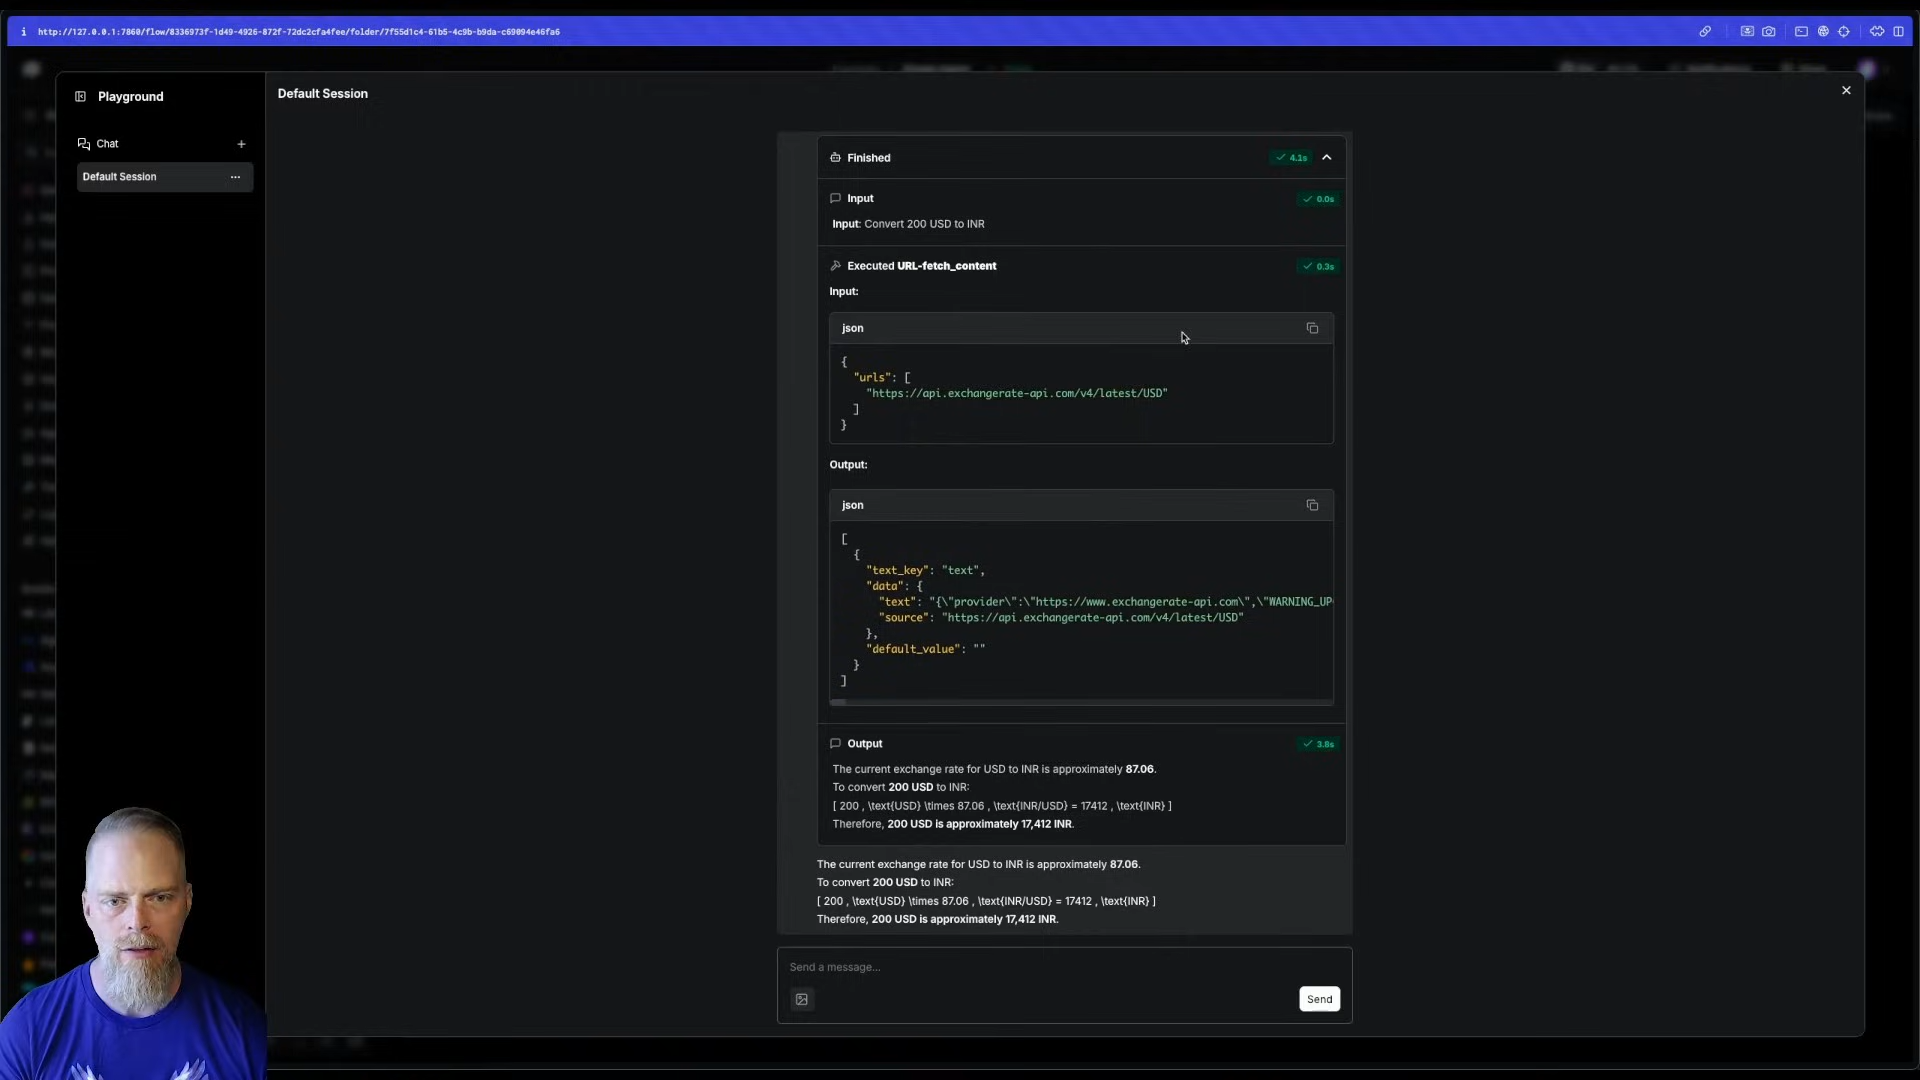 http://127.0.0.1:7860/flow/8336973f-1d49-4926-872f-72dc2cfa4fee/folder/7f55d1c4-61b5-4c9b-b9da-c69094e46fa6
Playground
Default Session
Chat
+
Default Session
Finished
4.1s
Input
0.0s
Input: Convert 200 USD to INR
Executed URL-fetch_content
0.3s
Input:
json
{
"urls": [
"https://api.exchangerate-api.com/v4/latest/USD"
]
}
Output:
json
[
{
"text_key": "text",
"data": {
"text": "{\"provider\":\"https://www.exchangerate-api.com\",\"WARNING_UP
"source": "https://api.exchangerate-api.com/v4/latest/USD"
},
"default_value": ""
}
]
Output
3.8s
The current exchange rate for USD to INR is approximately 87.06.
To convert 200 USD to INR:
[ 200 , \text{USD} \times 87.06 , \text{INR/USD} = 17412 , \text{INR} ]
Therefore, 200 USD is approximately 17,412 INR.
The current exchange rate for USD to INR is approximately 87.06.
To convert 200 USD to INR:
[ 200 , \text{USD} \times 87.06 , \text{INR/USD} = 17412 , \text{INR} ]
Therefore, 200 USD is approximately 17,412 INR.
Send a message...
Send